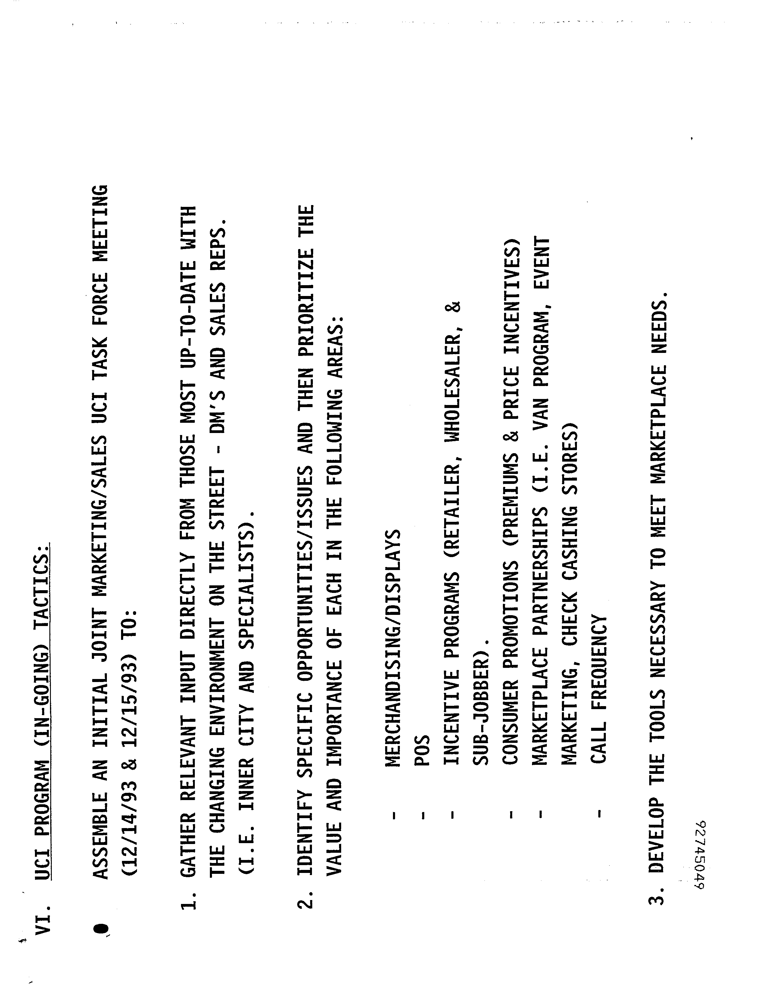 VI. UCI PROGRAM (IN-GOING) TACTICS:
● ASSEMBLE AN INITIAL JOINT MARKETING/SALES UCI TASK FORCE MEETING
(12/14/93 & 12/15/93) TO:
1. GATHER RELEVANT INPUT DIRECTLY FROM THOSE MOST UP-TO-DATE WITH
THE CHANGING ENVIRONMENT ON THE STREET - DM'S AND SALES REPS.
(I.E. INNER CITY AND SPECIALISTS).
2. IDENTIFY SPECIFIC OPPORTUNITIES/ISSUES AND THEN PRIORITIZE THE
VALUE AND IMPORTANCE OF EACH IN THE FOLLOWING AREAS:
- MERCHANDISING/DISPLAYS
- POS
- INCENTIVE PROGRAMS (RETAILER, WHOLESALER, &
SUB-JOBBER).
- CONSUMER PROMOTIONS (PREMIUMS & PRICE INCENTIVES)
- MARKETPLACE PARTNERSHIPS (I.E. VAN PROGRAM, EVENT
MARKETING, CHECK CASHING STORES)
- CALL FREQUENCY
3. DEVELOP THE TOOLS NECESSARY TO MEET MARKETPLACE NEEDS.
92745049